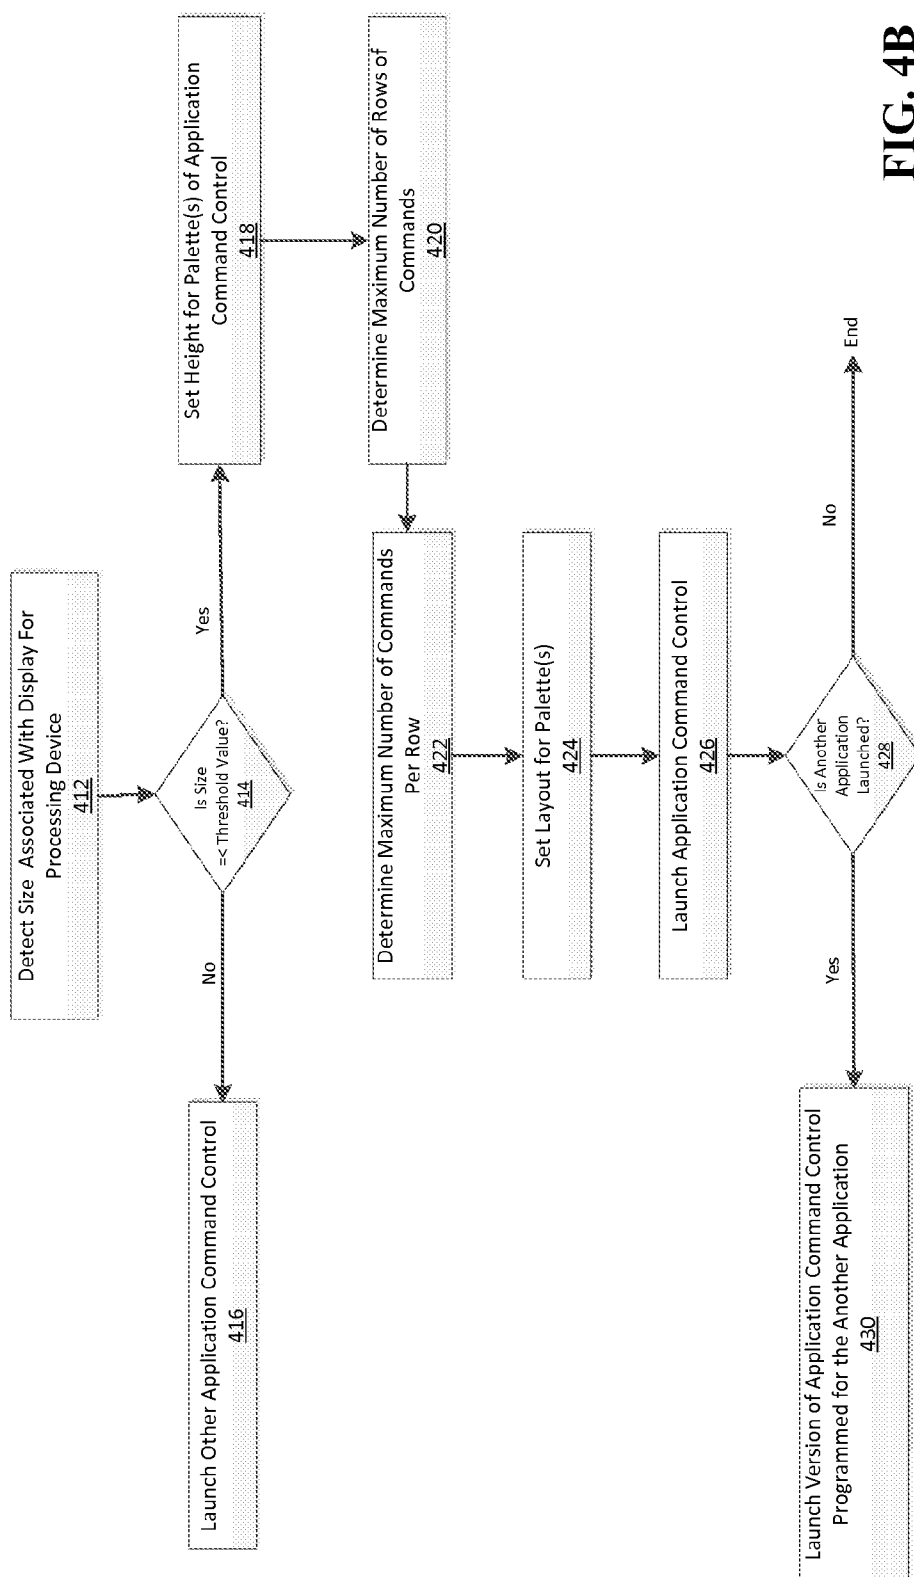 Detect Size Associated With Display For
Processing Device
412
Is Size
=< Threshold Value?
414
No
Yes
Launch Other Application Command Control
416
Set Height for Palette(s) of Application
Command Control
418
Determine Maximum Number of Rows of
Commands
420
Determine Maximum Number of Commands
Per Row
422
Set Layout for Palette(s)
424
Launch Application Command Control
426
Is Another
Application
Launched?
428
Yes
No
End
Launch Version of Application Command Control
Programmed for the Another Application
430
FIG. 4B